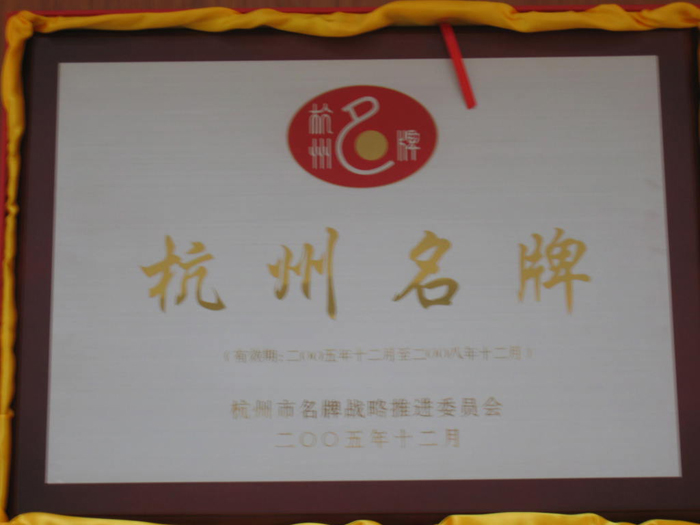 杭州 名 牌
杭州名牌
（有效期:二〇〇五年十二月至二〇〇八年十二月）
杭州市名牌战略推进委员会
二〇〇五年十二月